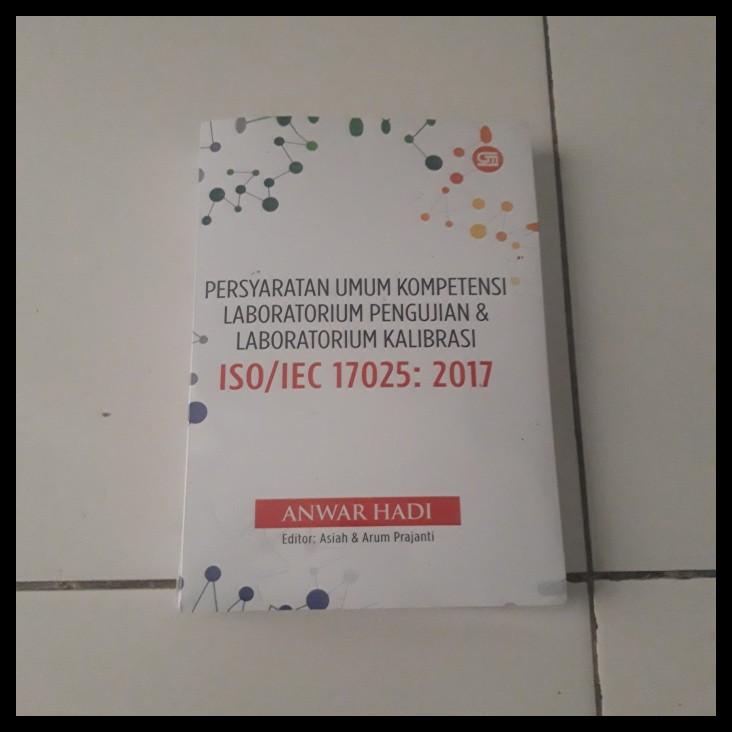 PERSYARATAN UMUM KOMPETENSI
LABORATORIUM PENGUJIAN &
LABORATORIUM KALIBRASI
ISO/IEC 17025: 2017
ANWAR HADI
Editor: Asiah & Arum Prajanti